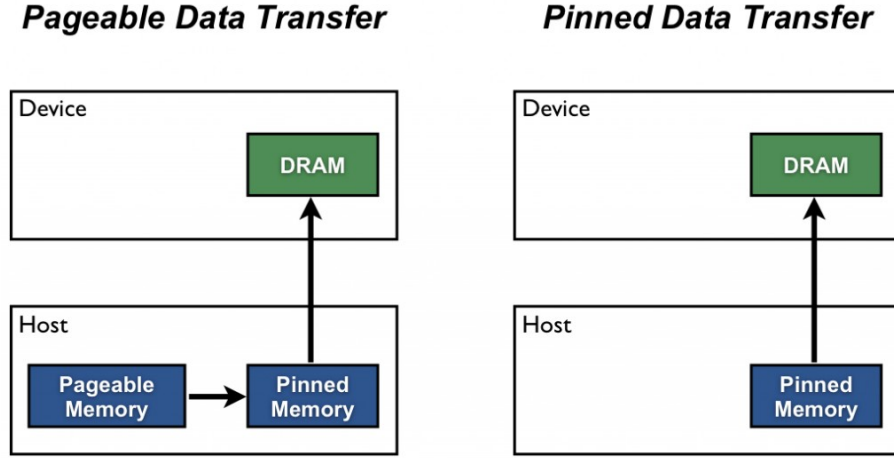 Pageable Data Transfer
Device
DRAM
Host
Pageable
Memory
Pinned
Memory
Pinned Data Transfer
Device
DRAM
Host
Pinned
Memory